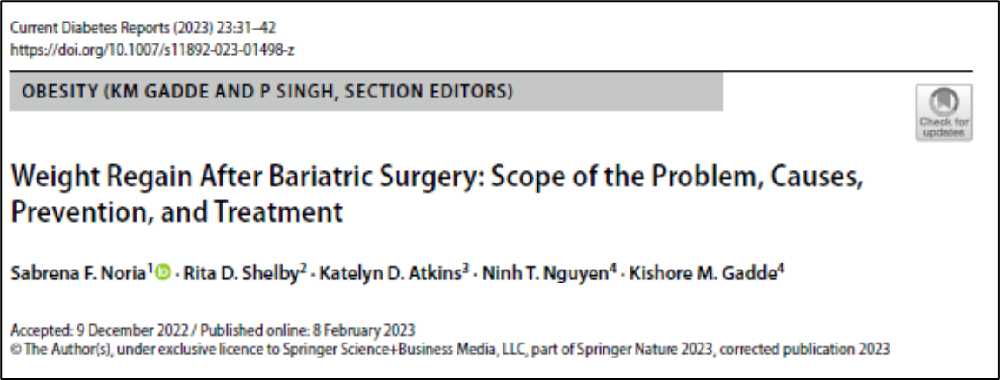 Current Diabetes Reports (2023) 23:31–42
https://doi.org/10.1007/s11892-023-01498-z
OBESITY (KM GADDE AND P SINGH, SECTION EDITORS)
Check for
updates
Weight Regain After Bariatric Surgery: Scope of the Problem, Causes,
Prevention, and Treatment
Sabrena F. Noria¹ iD · Rita D. Shelby² · Katelyn D. Atkins³ · Ninh T. Nguyen⁴ · Kishore M. Gadde⁴
Accepted: 9 December 2022 / Published online: 8 February 2023
© The Author(s), under exclusive licence to Springer Science+Business Media, LLC, part of Springer Nature 2023, corrected publication 2023